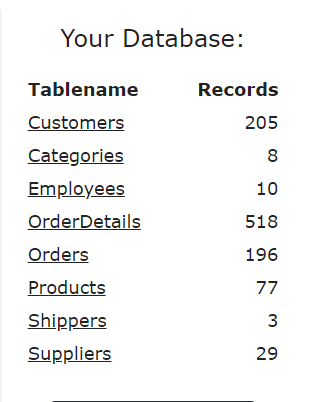 Your Database:
Tablename Records
Customers 205
Categories 8
Employees 10
OrderDetails 518
Orders 196
Products 77
Shippers 3
Suppliers 29